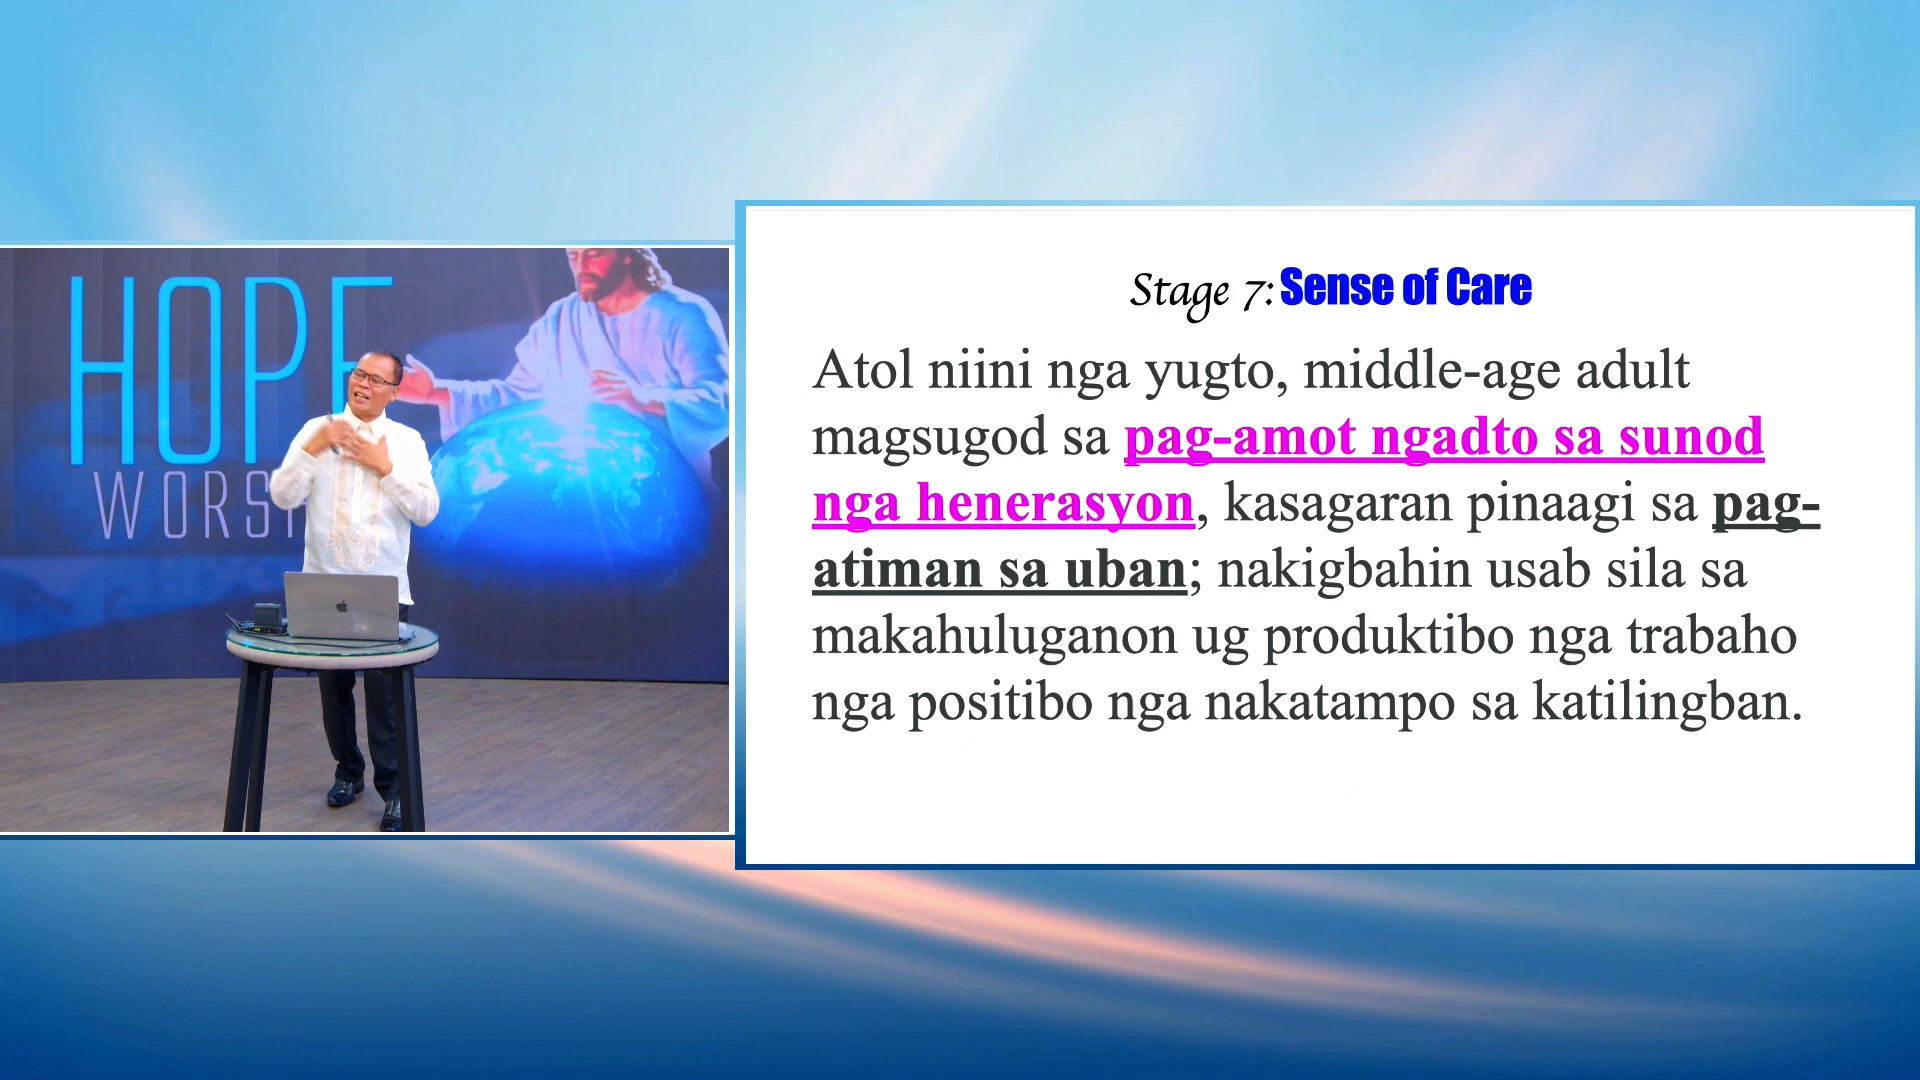 HOPE
WORSH
Stage 7: Sense of Care
Atol niini nga yugto, middle-age adult
magsugod sa pag-amot ngadto sa sunod
nga henerasyon, kasagaran pinaagi sa pag-
atiman sa uban; nakigbahin usab sila sa
makahuluganon ug produktibo nga trabaho
nga positibo nga nakatampo sa katilingban.